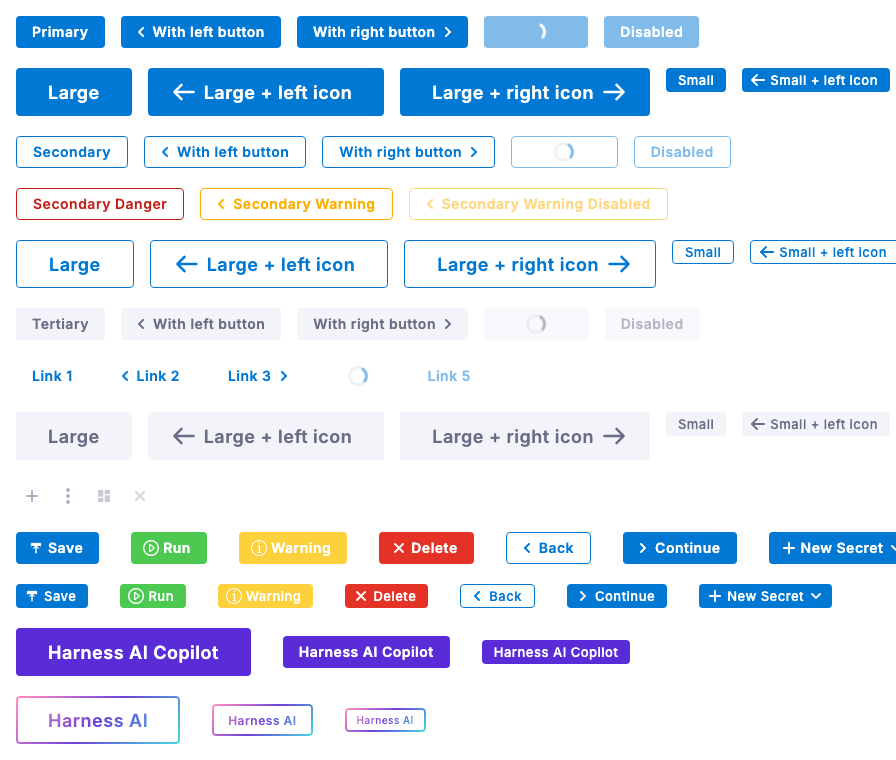 Primary With left button With right button Disabled
Large Large + left icon Large + right icon Small Small + left icon
Secondary With left button With right button Disabled
Secondary Danger Secondary Warning Secondary Warning Disabled
Large Large + left icon Large + right icon Small Small + left icon
Tertiary With left button With right button Disabled
Link 1 Link 2 Link 3 Link 5
Large Large + left icon Large + right icon Small Small + left icon
Save Run Warning Delete Back Continue New Secret
Save Run Warning Delete Back Continue New Secret
Harness AI Copilot Harness AI Copilot Harness AI Copilot
Harness AI Harness AI Harness AI